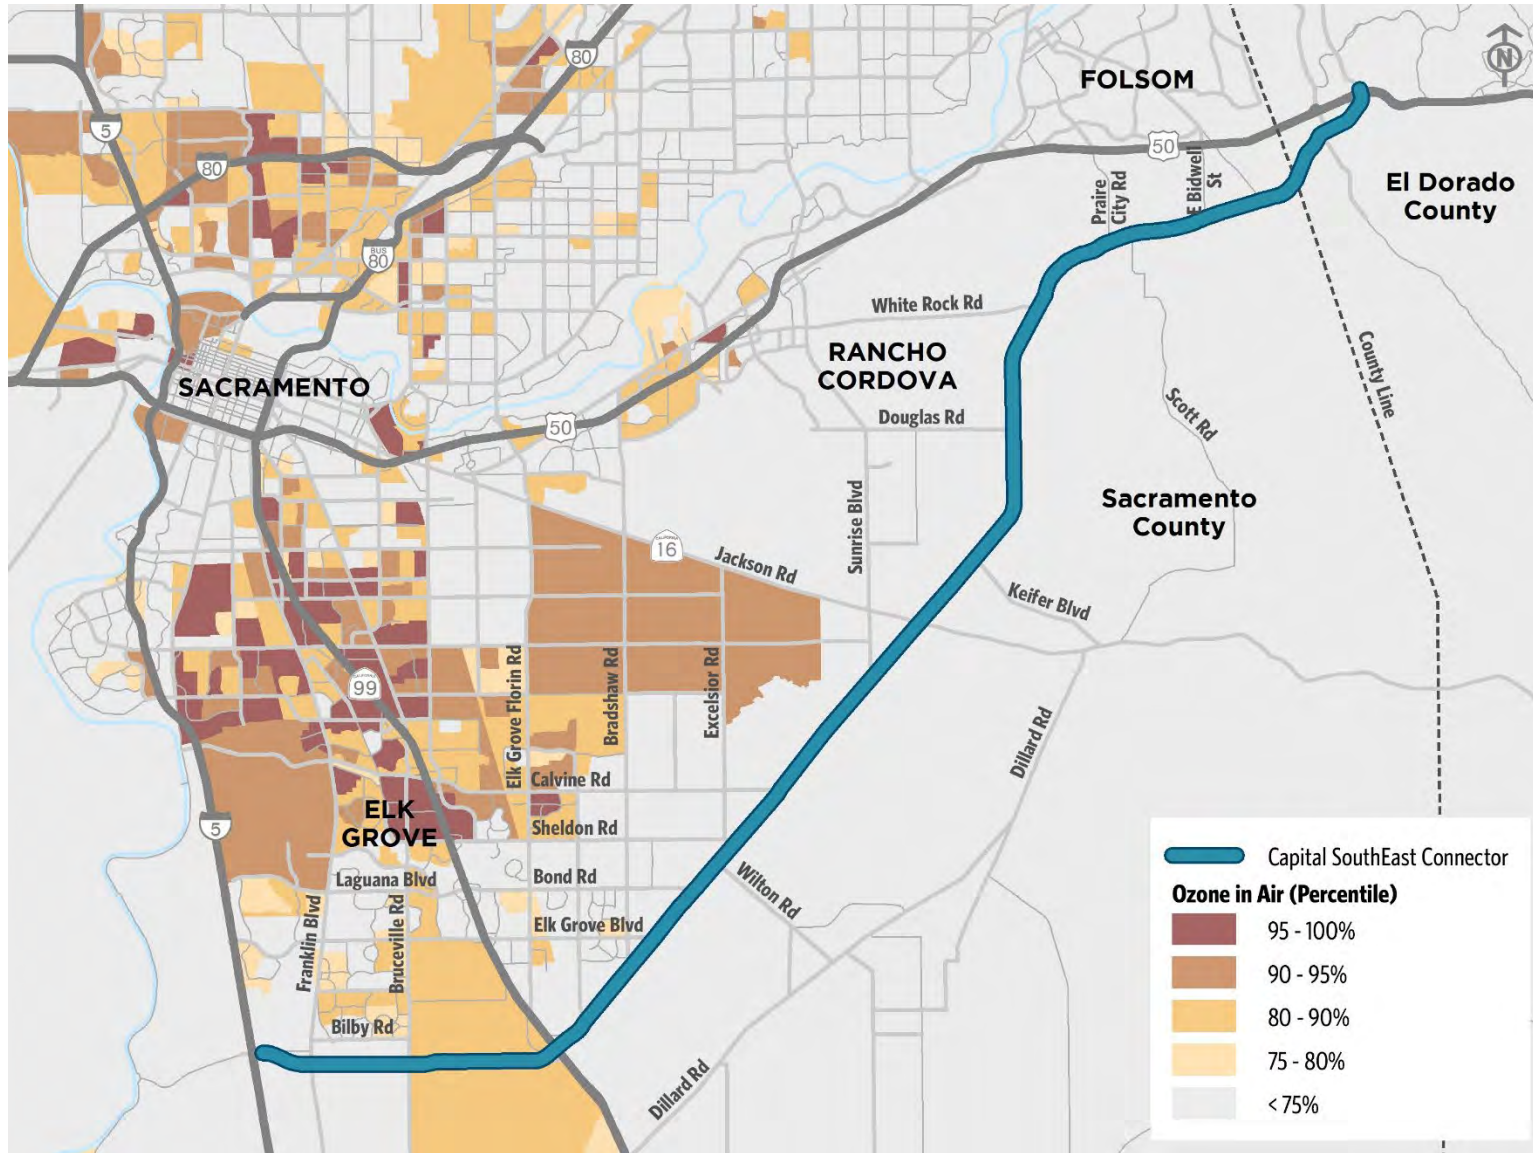 N
FOLSOM
80
5
80
50
Prairie
City Rd
E Bidwell
St
El Dorado
County
BUS
80
White Rock Rd
RANCHO
CORDOVA
County Line
SACRAMENTO
Douglas Rd
Scott Rd
50
Sacramento
County
Sunrise Blvd
CALIFORNIA
16
Jackson Rd
Keifer Blvd
CALIFORNIA
99
Elk Grove Florin Rd
Bradshaw Rd
Excelsior Rd
Dillard Rd
Calvine Rd
ELK
GROVE
5
Sheldon Rd
Laguana Blvd
Bond Rd
Wilton Rd
Franklin Blvd
Bruceville Rd
Elk Grove Blvd
Bilby Rd
Dillard Rd
Capital SouthEast Connector
Ozone in Air (Percentile)
95 - 100%
90 - 95%
80 - 90%
75 - 80%
< 75%